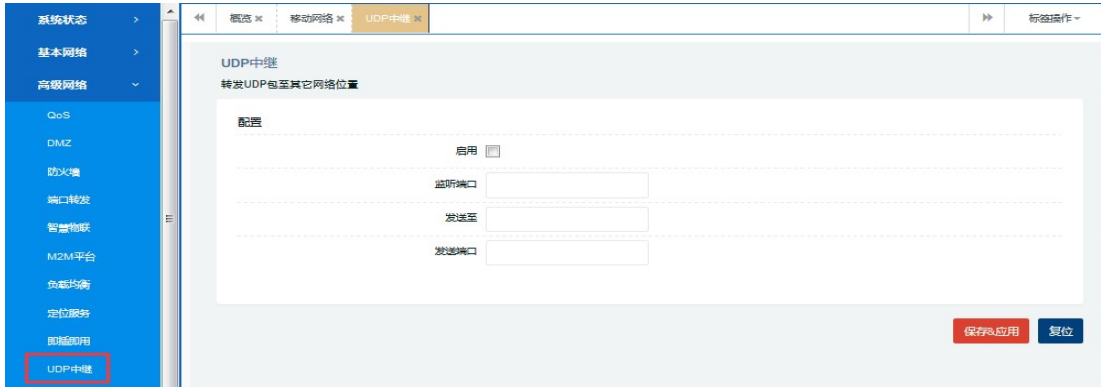 系统状态
基本网络
高级网络
QoS
DMZ
防火墙
端口转发
智慧物联
M2M平台
负载均衡
定位服务
即插即用
UDP中继
概览 移动网络 UDP中继 标签操作
UDP中继
转发UDP包至其它网络位置
配置
启用
监听端口
发送至
发送端口
保存&应用 复位